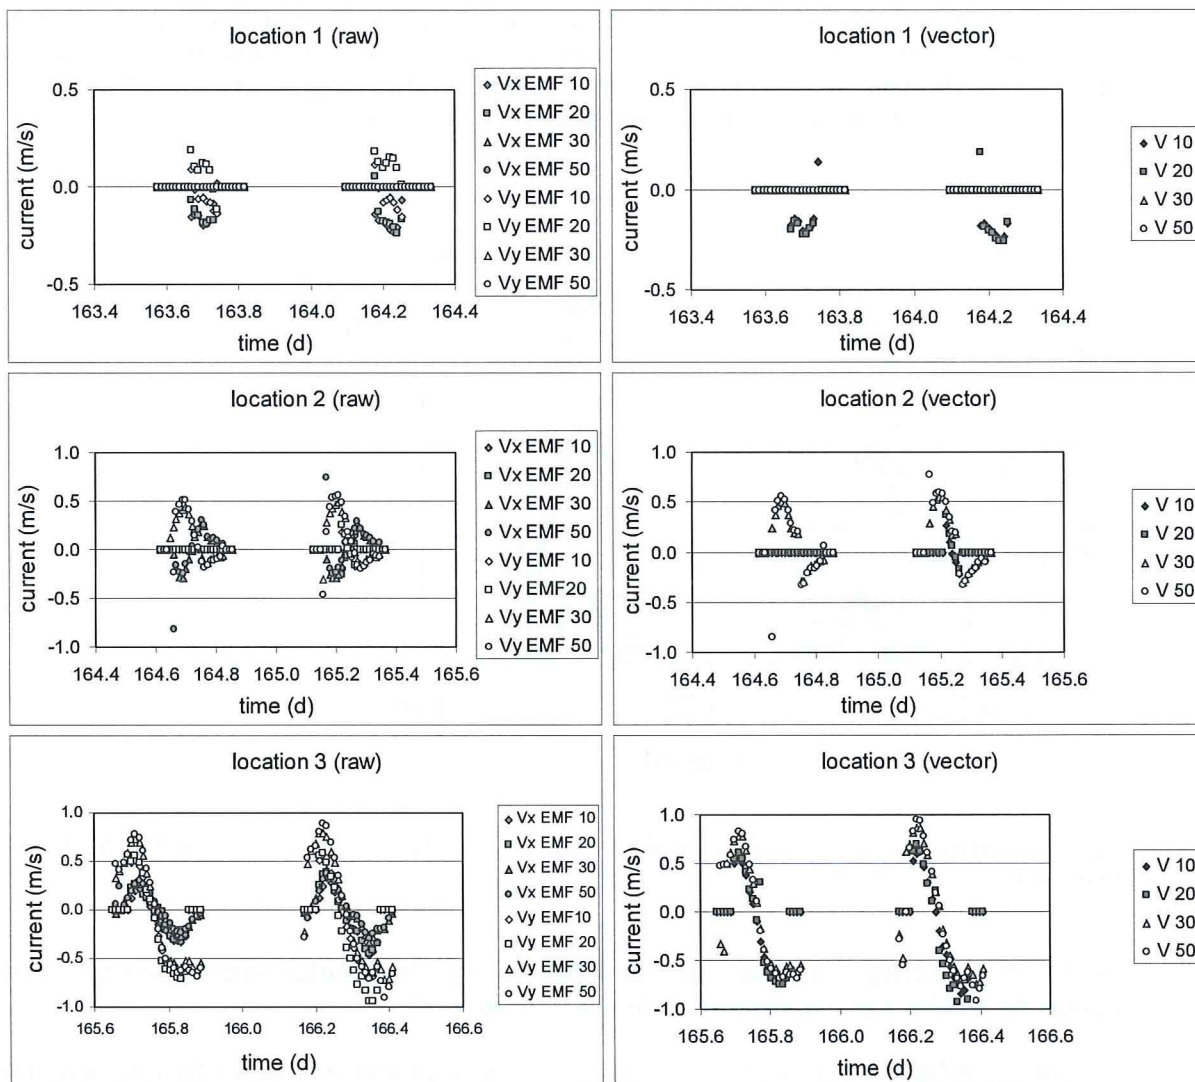 location 1 (raw)
current (m/s)
0.5
0.0
-0.5
163.4 163.6 163.8 164.0 164.2 164.4
time (d)
Vx EMF 10
Vx EMF 20
Vx EMF 30
Vx EMF 50
Vy EMF 10
Vy EMF 20
Vy EMF 30
Vy EMF 50
location 1 (vector)
current (m/s)
0.5
0.0
-0.5
163.4 163.6 163.8 164.0 164.2 164.4
time (d)
V 10
V 20
V 30
V 50
location 2 (raw)
current (m/s)
1.0
0.5
0.0
-0.5
-1.0
164.4 164.6 164.8 165.0 165.2 165.4 165.6
time (d)
Vx EMF 10
Vx EMF 20
Vx EMF 30
Vx EMF 50
Vy EMF 10
Vy EMF20
Vy EMF 30
Vy EMF 50
location 2 (vector)
current (m/s)
1.0
0.5
0.0
-0.5
-1.0
164.4 164.6 164.8 165.0 165.2 165.4 165.6
time (d)
V 10
V 20
V 30
V 50
location 3 (raw)
current (m/s)
1.0
0.5
0.0
-0.5
-1.0
165.6 165.8 166.0 166.2 166.4 166.6
time (d)
Vx EMF 10
Vx EMF 20
Vx EMF 30
Vx EMF 50
Vy EMF10
Vy EMF 20
Vy EMF 30
Vy EMF 50
location 3 (vector)
current (m/s)
1.0
0.5
0.0
-0.5
-1.0
165.6 165.8 166.0 166.2 166.4 166.6
time (d)
V 10
V 20
V 30
V 50